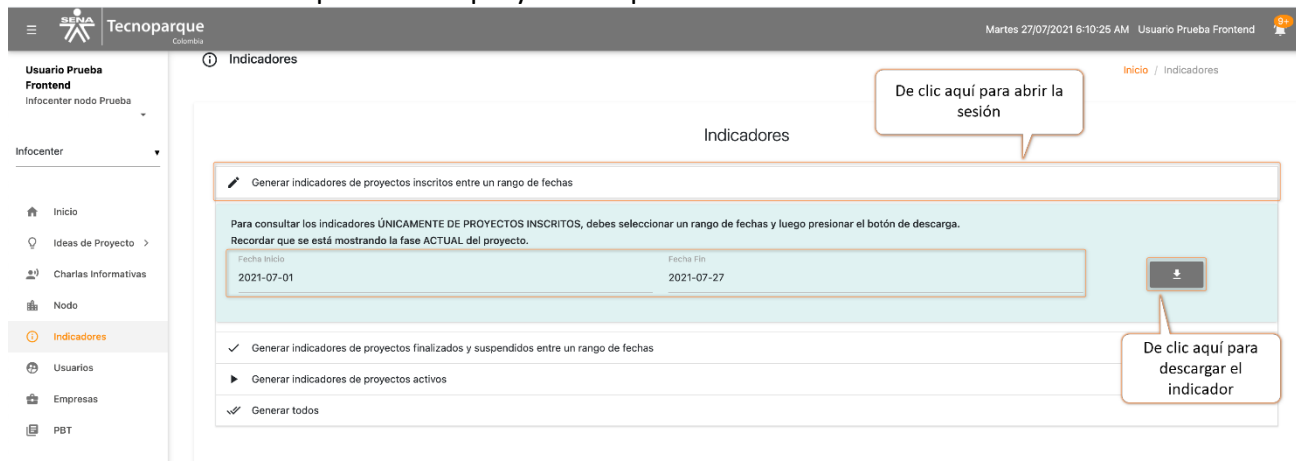 SENA
Tecnoparque
Colombia
Martes 27/07/2021 6:10:25 AM Usuario Prueba Frontend
9+
Usuario Prueba
Frontend
Infocenter nodo Prueba
Infocenter
Inicio
Ideas de Proyecto
Charlas Informativas
Nodo
Indicadores
Usuarios
Empresas
PBT
Indicadores
Inicio / Indicadores
De clic aquí para abrir la
sesión
Indicadores
Generar indicadores de proyectos inscritos entre un rango de fechas
Para consultar los indicadores ÚNICAMENTE DE PROYECTOS INSCRITOS, debes seleccionar un rango de fechas y luego presionar el botón de descarga.
Recordar que se está mostrando la fase ACTUAL del proyecto.
Fecha Inicio
2021-07-01
Fecha Fin
2021-07-27
De clic aquí para
descargar el
indicador
Generar indicadores de proyectos finalizados y suspendidos entre un rango de fechas
Generar indicadores de proyectos activos
Generar todos